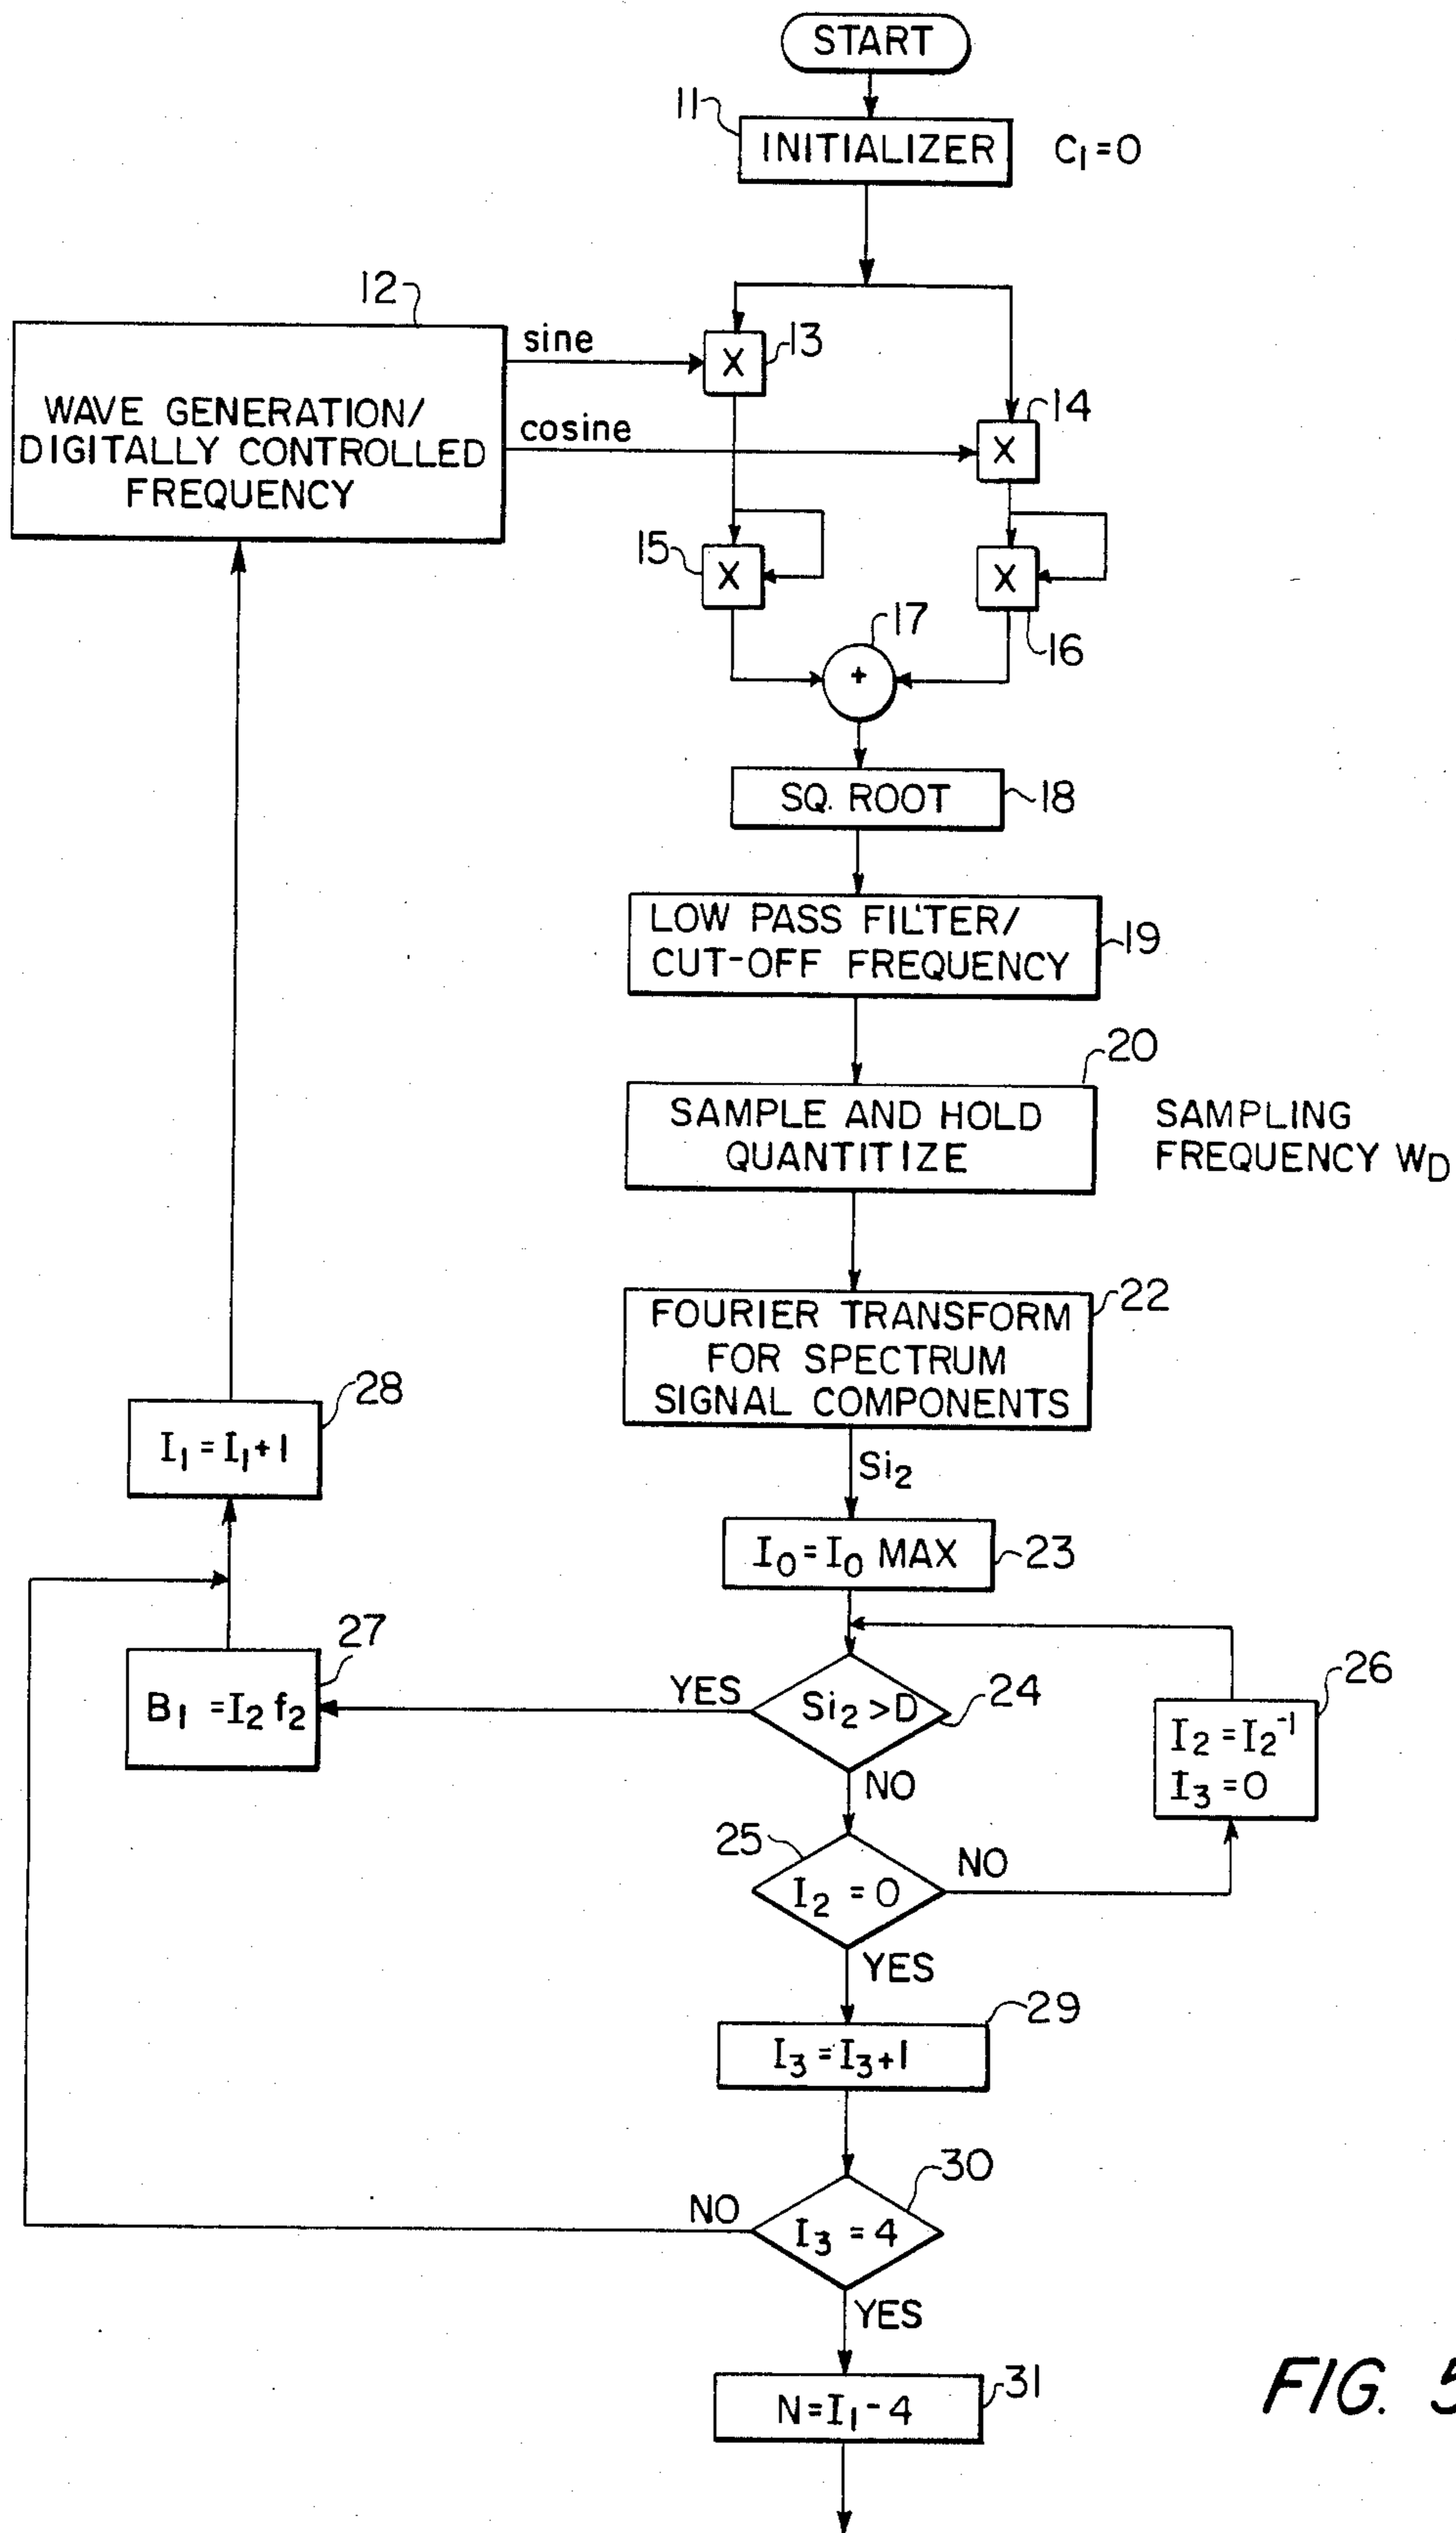 START
11
INITIALIZER
C₁=0
12
WAVE GENERATION/
DIGITALLY CONTROLLED
FREQUENCY
sine
cosine
X
13
X
14
15
X
X
16
17
+
SQ. ROOT
18
LOW PASS FILTER/
CUT-OFF FREQUENCY
19
20
SAMPLE AND HOLD
QUANTITIZE
SAMPLING
FREQUENCY W_D
22
FOURIER TRANSFORM
FOR SPECTRUM
SIGNAL COMPONENTS
28
I₁=I₁+1
Si₂
I₀=I₀ MAX
23
27
B₁ =I₂ f₂
YES
Si₂>D
24
NO
26
I₂=I₂⁻¹
I₃=0
25
I₂ =0
NO
YES
29
I₃=I₃+1
30
NO
I₃=4
YES
31
N=I₁-4
FIG. 5